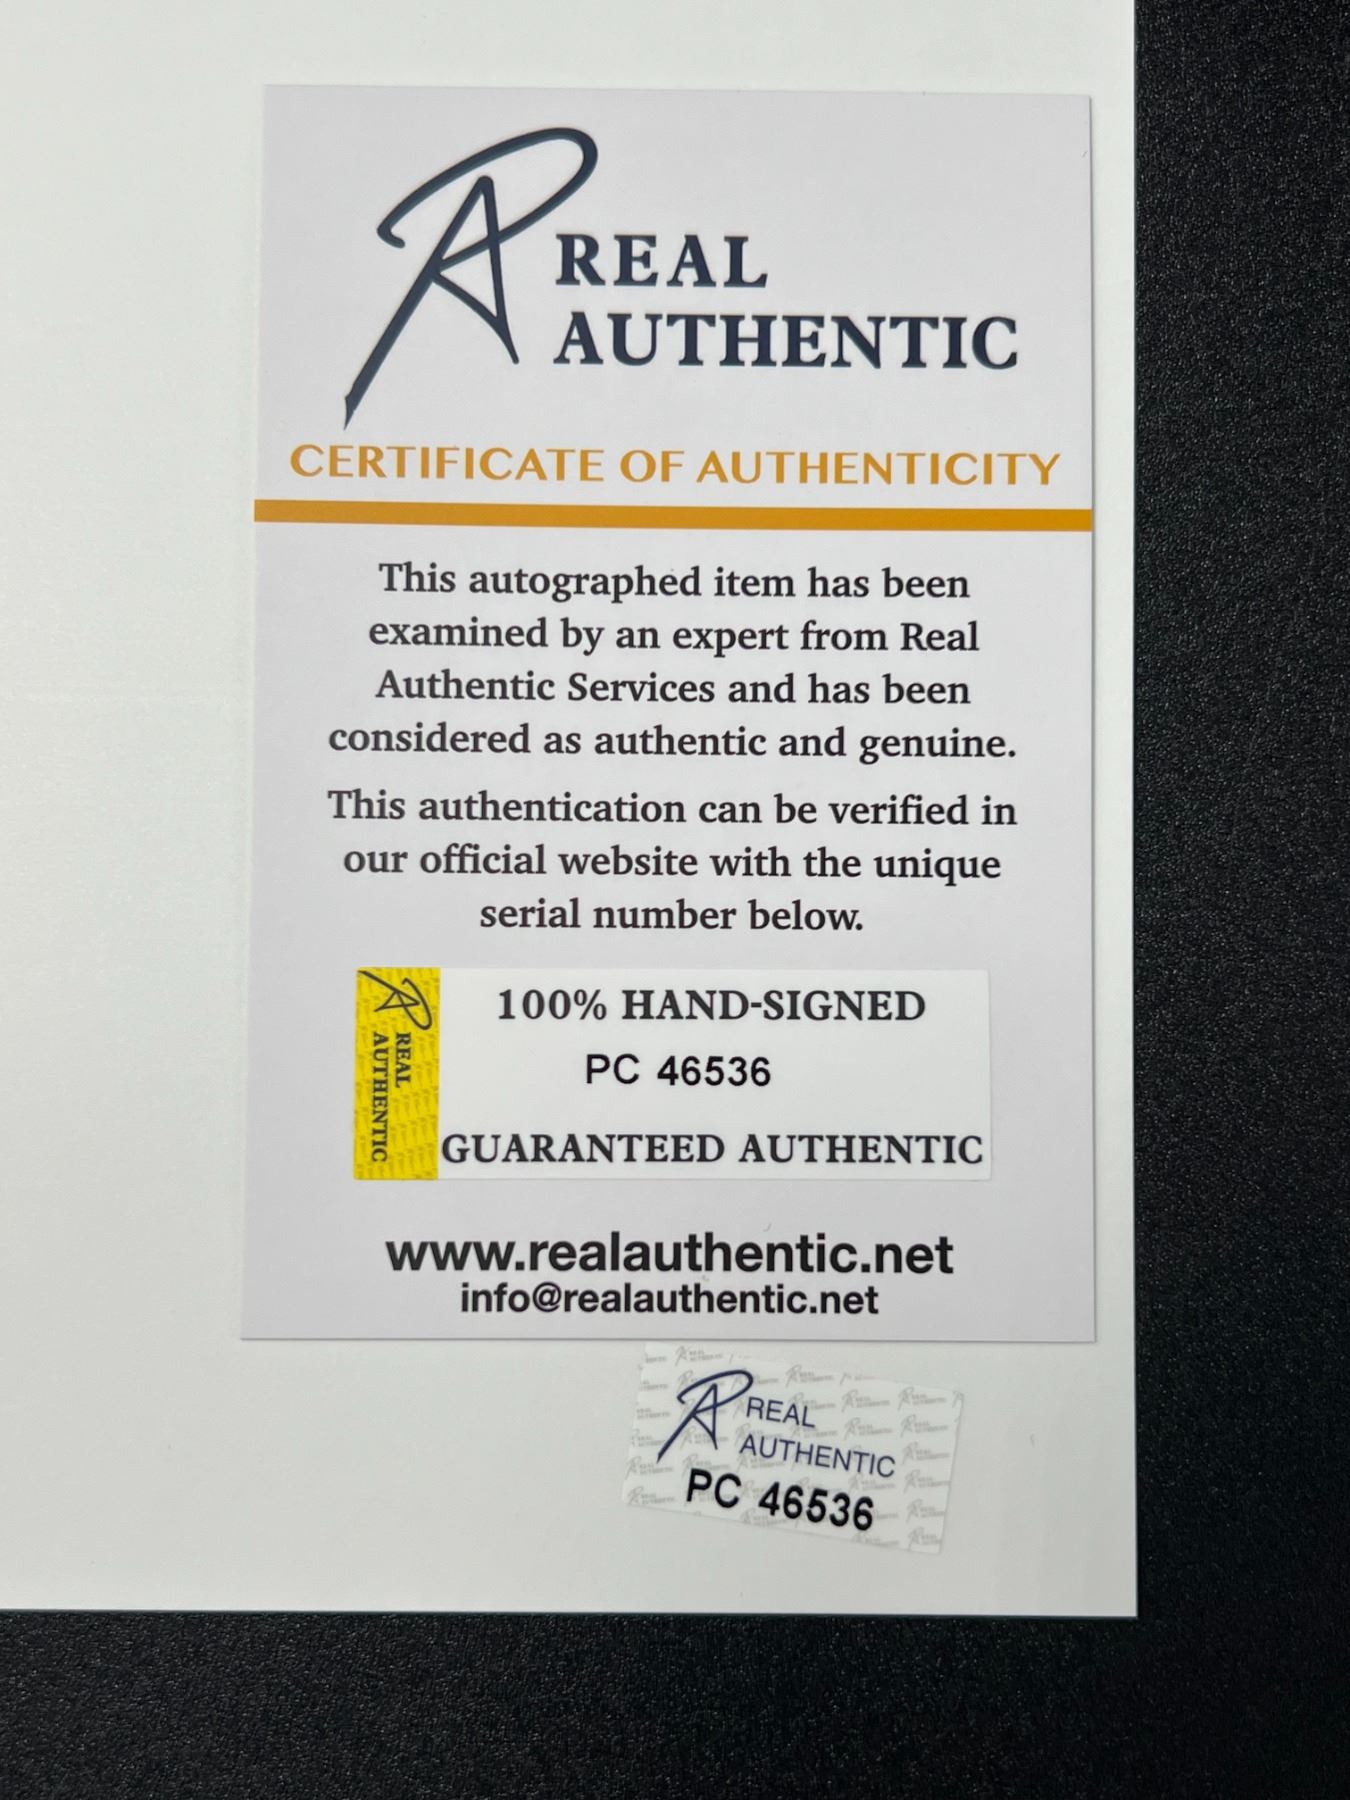 REAL
AUTHENTIC
CERTIFICATE OF AUTHENTICITY
This autographed item has been
examined by an expert from Real
Authentic Services and has been
considered as authentic and genuine.
This authentication can be verified in
our official website with the unique
serial number below.
REAL
AUTHENTIC
100% HAND-SIGNED
PC 46536
GUARANTEED AUTHENTIC
www.realauthentic.net
info@realauthentic.net
REAL
AUTHENTIC
PC 46536